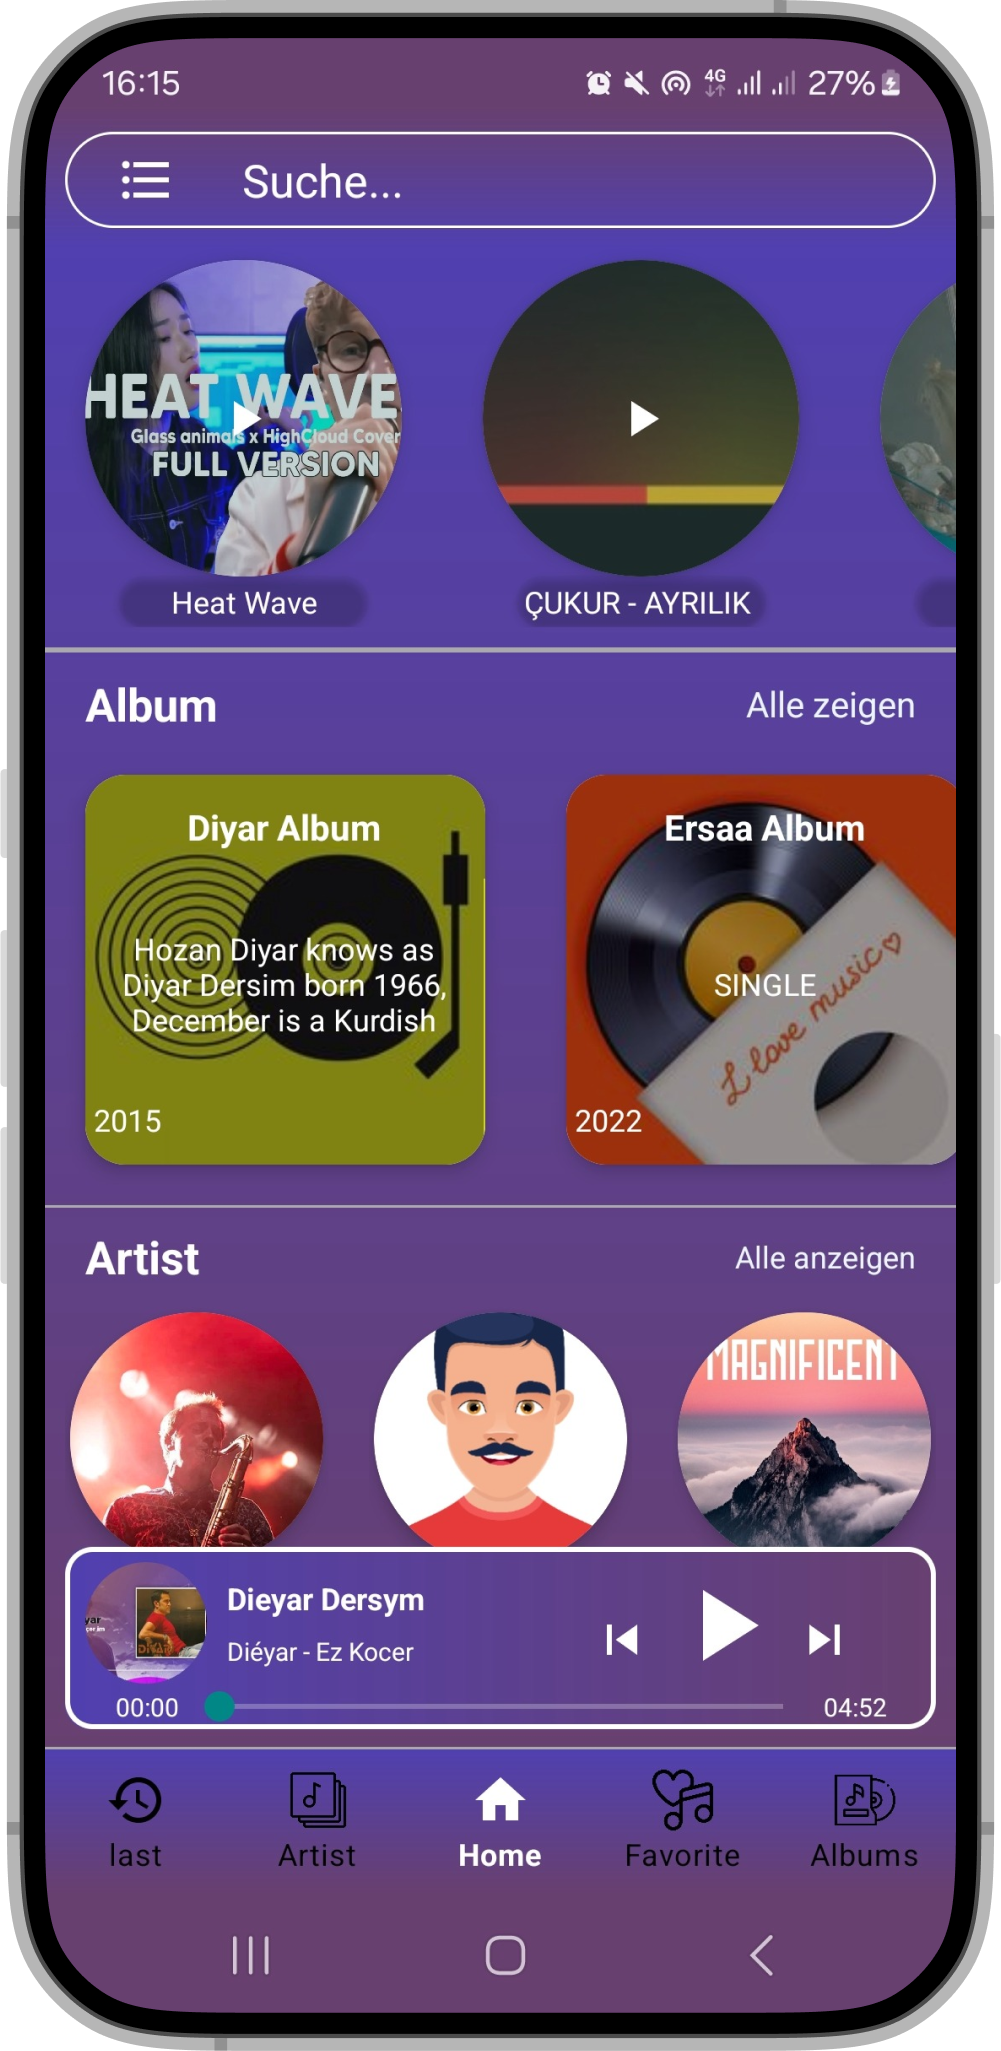 16:15
4G
27%
Suche...
HEAT WAVE
Glass animals x HighCloud Cover
FULL VERSION
Heat Wave
ÇUKUR - AYRILIK
Album
Alle zeigen
Diyar Album
Hozan Diyar knows as
Diyar Dersim born 1966,
December is a Kurdish
2015
Ersaa Album
SINGLE
I love music
2022
Artist
Alle anzeigen
MAGNIFICENT
DIYAR
Dieyar Dersym
Diéyar - Ez Kocer
00:00
04:52
last
Artist
Home
Favorite
Albums